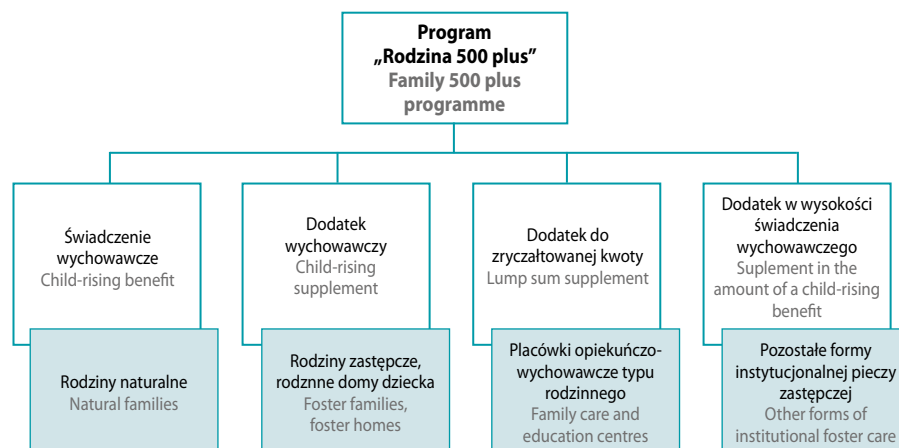 Program
„Rodzina 500 plus”
Family 500 plus
programme
Świadczenie
wychowawcze
Child-rising benefit
Rodziny naturalne
Natural families
Dodatek
wychowawczy
Child-rising
supplement
Rodziny zastępcze,
rodznne domy dziecka
Foster families,
foster homes
Dodatek do
zryczałtowanej kwoty
Lump sum supplement
Placówki opiekuńczo-
wychowawcze typu
rodzinnego
Family care and
education centres
Dodatek w wysokości
świadczenia
wychowawczego
Suplement in the
amount of a child-rising
benefit
Pozostałe formy
instytucjonalnej pieczy
zastępczej
Other forms of
institutional foster care